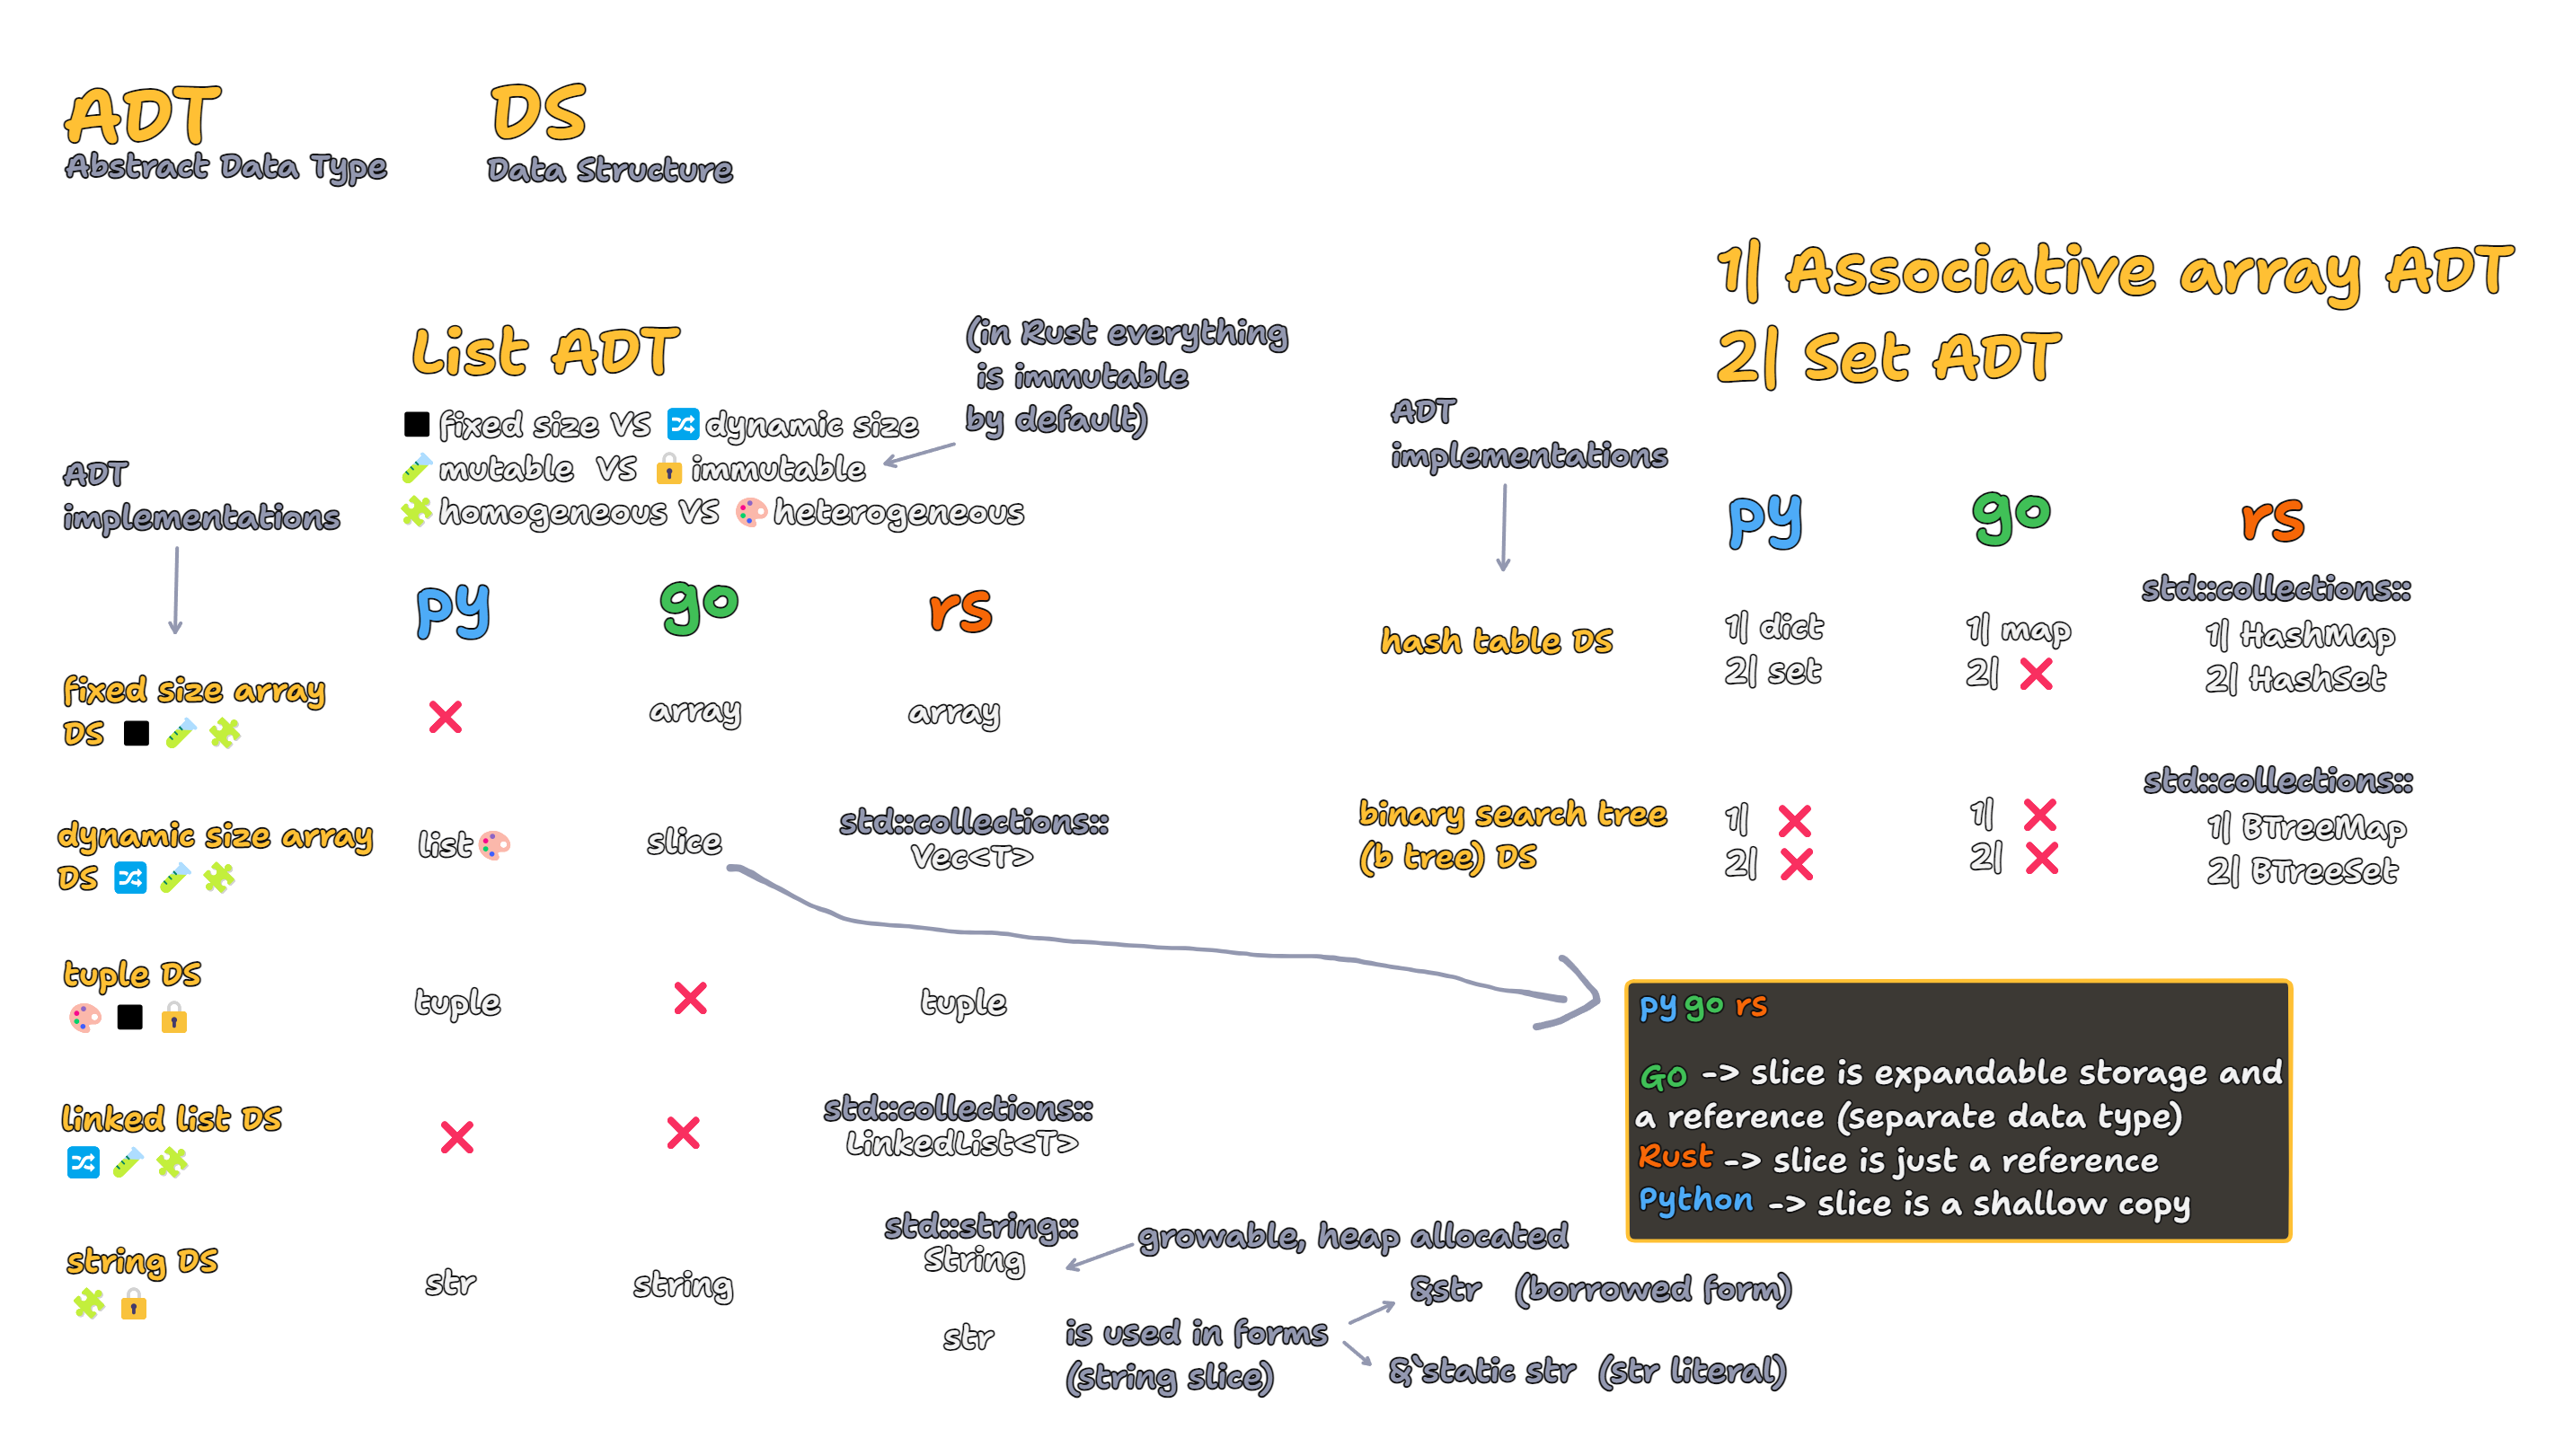 ADT
Abstract Data Type
DS
Data Structure
List ADT
fixed size VS dynamic size
mutable VS immutable
homogeneous VS heterogeneous
(in Rust everything
is immutable
by default)
ADT
implementations
py go rs
fixed size array
DS
array array
dynamic size array
DS
list slice std::collections::
Vec<T>
tuple DS
tuple tuple
linked list DS
std::collections::
LinkedList<T>
string DS
str string std::string::
String
growable, heap allocated
str
is used in forms
(string slice)
&str (borrowed form)
&`static str (str literal)
1| Associative array ADT
2| Set ADT
ADT
implementations
py go rs
hash table DS
1| dict
2| set
1| map
2|
std::collections::
1| HashMap
2| HashSet
binary search tree
(b tree) DS
1|
2|
1|
2|
std::collections::
1| BTreeMap
2| BTreeSet
py go rs
GO -> slice is expandable storage and
a reference (separate data type)
Rust -> slice is just a reference
Python -> slice is a shallow copy